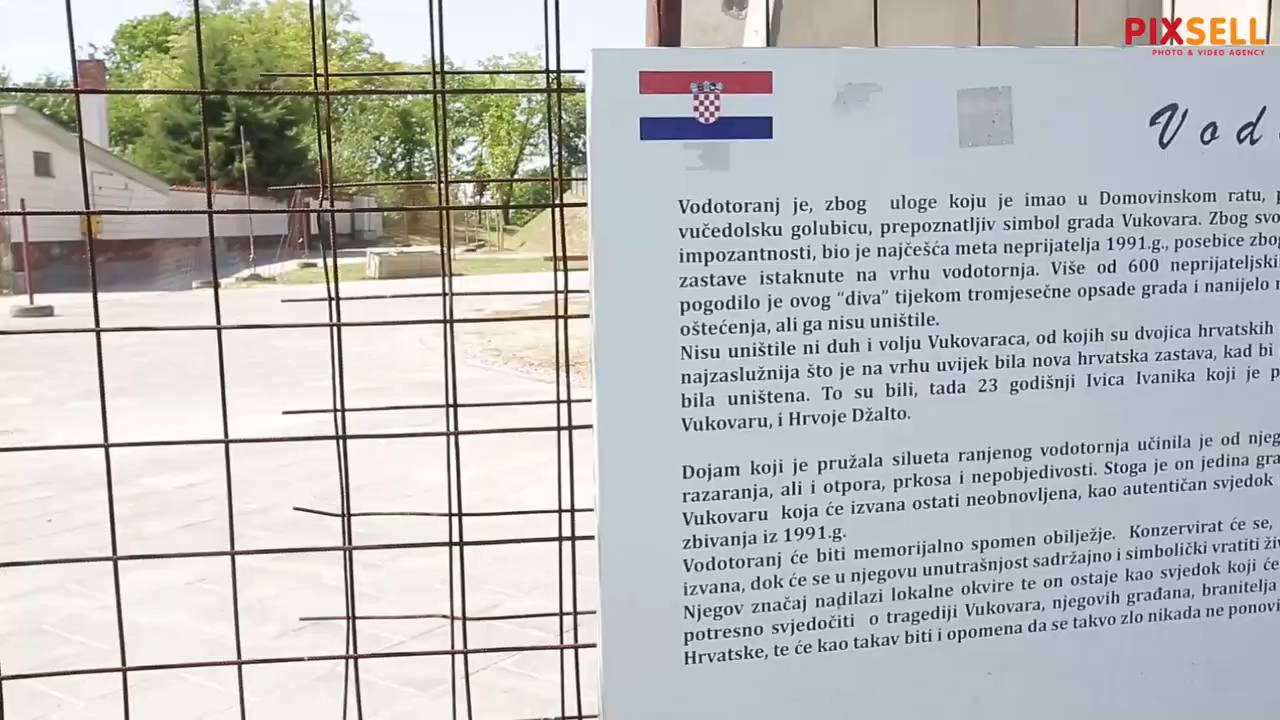 PIXSELL
PHOTO & VIDEO AGENCY
Vod
Vodotoranj je, zbog uloge koju je imao u Domovinskom ratu,
vučedolsku golubicu, prepoznatljiv simbol grada Vukovara. Zbog svo
impozantnosti, bio je najčešća meta neprijatelja 1991.g., posebice zbog
zastave istaknute na vrhu vodotornja. Više od 600 neprijateljski
pogodilo je ovog “diva” tijekom tromjesečne opsade grada i nanijelo
oštećenja, ali ga nisu uništile.
Nisu uništile ni duh i volju Vukovaraca, od kojih su dvojica hrvatskih
najzaslužnija što je na vrhu uvijek bila nova hrvatska zastava, kad bi
bila uništena. To su bili, tada 23 godišnji Ivica Ivanika koji je p
Vukovaru, i Hrvoje Džalto.
Dojam koji je pružala silueta ranjenog vodotornja učinila je od njeg
razaranja, ali i otpora, prkosa i nepobjedivosti. Stoga je on jedina gra
Vukovaru koja će izvana ostati neobnovljena, kao autentičan svjedok
zbivanja iz 1991.g.
Vodotoranj će biti memorijalno spomen obilježje. Konzervirat će se,
izvana, dok će se u njegovu unutrašnjost sadržajno i simbolički vratiti živ
Njegov značaj nadilazi lokalne okvire te on ostaje kao svjedok koji će
potresno svjedočiti o tragediji Vukovara, njegovih građana, branitelja,
Hrvatske, te će kao takav biti i opomena da se takvo zlo nikada ne ponovi